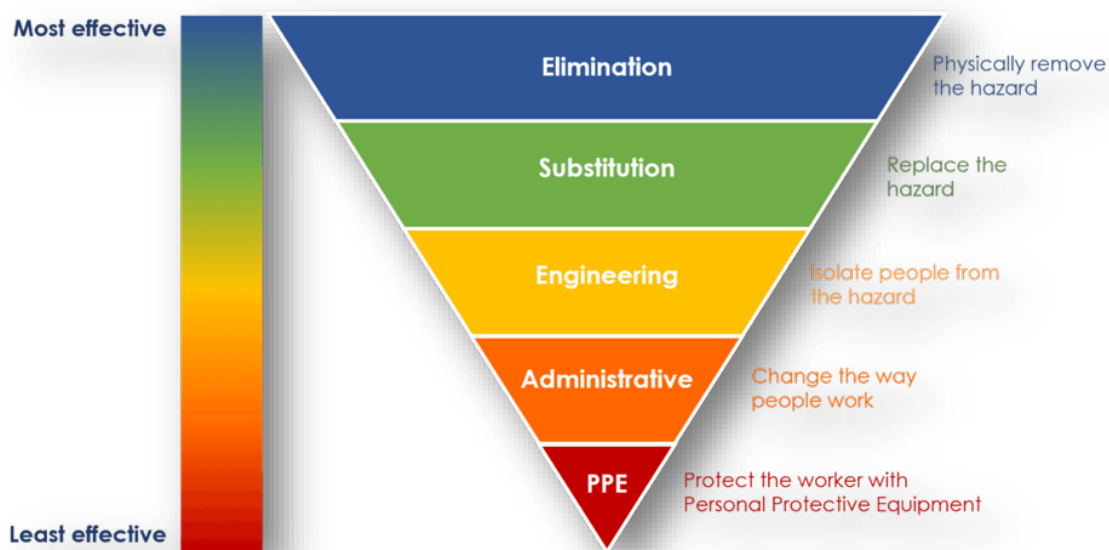 Most effective
Elimination
Physically remove
the hazard
Substitution
Replace the
hazard
Engineering
Isolate people from
the hazard
Administrative
Change the way
people work
PPE
Protect the worker with
Personal Protective Equipment
Least effective